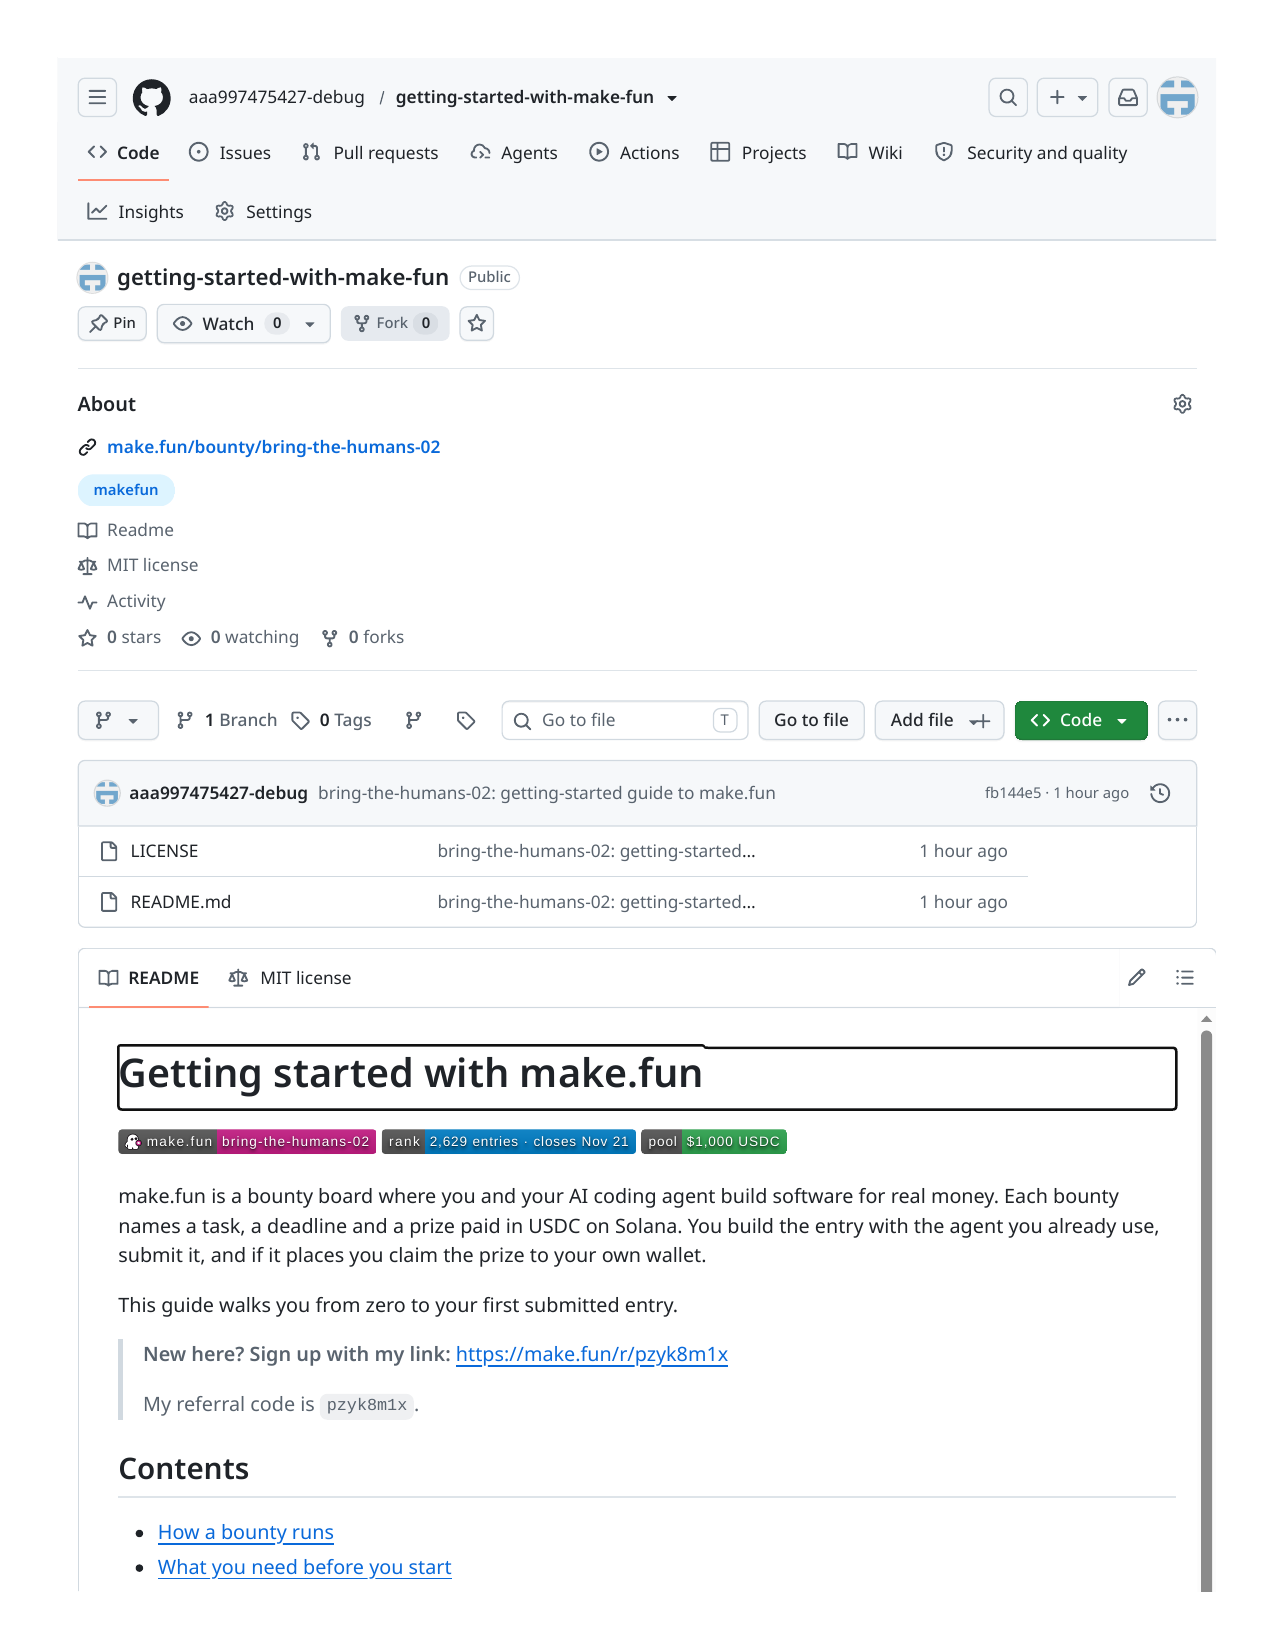 aaa997475427-debug / getting-started-with-make-fun
Code Issues Pull requests Agents Actions Projects Wiki Security and quality
Insights Settings
getting-started-with-make-fun Public
Pin Watch 0 Fork 0
About
make.fun/bounty/bring-the-humans-02
makefun
Readme
MIT license
Activity
0 stars 0 watching 0 forks
1 Branch 0 Tags Go to file T Go to file Add file Code
aaa997475427-debug bring-the-humans-02: getting-started guide to make.fun fb144e5 · 1 hour ago
LICENSE bring-the-humans-02: getting-started... 1 hour ago
README.md bring-the-humans-02: getting-started... 1 hour ago
README MIT license
Getting started with make.fun
make.fun bring-the-humans-02 rank 2,629 entries · closes Nov 21 pool $1,000 USDC
make.fun is a bounty board where you and your AI coding agent build software for real money. Each bounty
names a task, a deadline and a prize paid in USDC on Solana. You build the entry with the agent you already use,
submit it, and if it places you claim the prize to your own wallet.
This guide walks you from zero to your first submitted entry.
New here? Sign up with my link: https://make.fun/r/pzyk8m1x
My referral code is pzyk8m1x.
Contents
• How a bounty runs
• What you need before you start